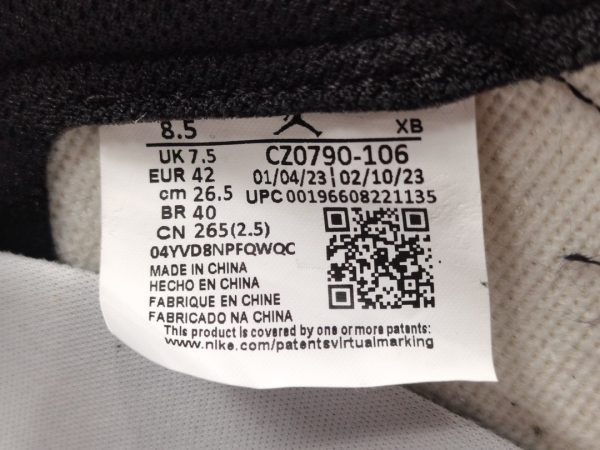 8.5 XB
UK 7.5 CZ0790-106
EUR 42 01/04/23 02/10/23
cm 26.5 UPC 00196608221135
BR 40
CN 265(2.5)
04YVD8NPFQWQC
MADE IN CHINA
HECHO EN CHINA
FABRIQUE EN CHINE
FABRICADO NA CHINA
This product is covered by one or more patents:
www.nike.com/patentsvirtualmarking